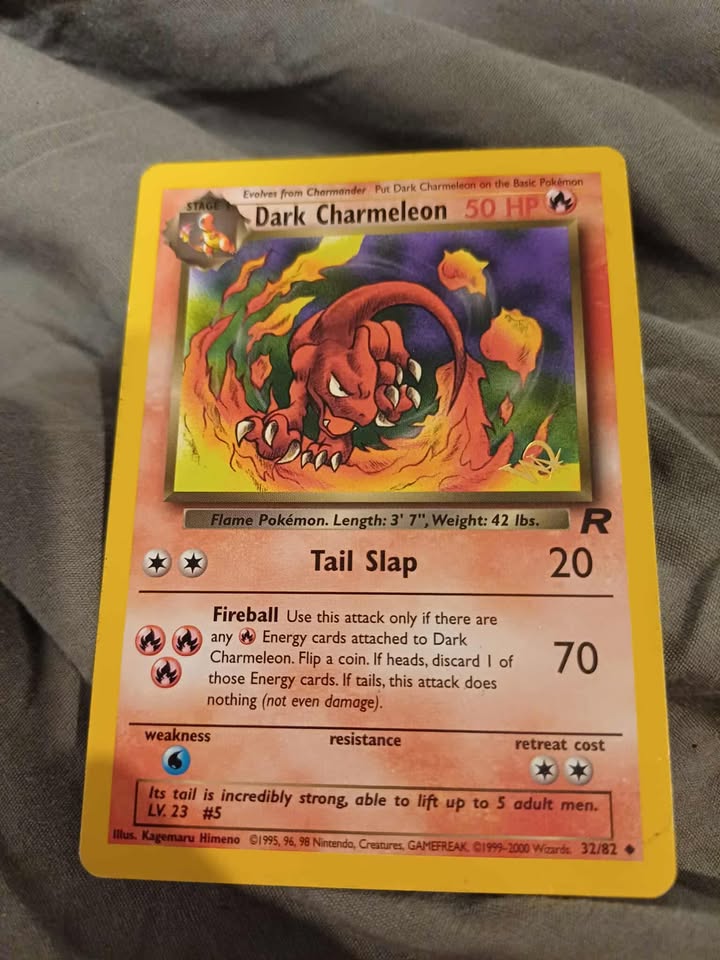 Evolves from Charmander Put Dark Charmeleon on the Basic Pokémon
STAGE
Dark Charmeleon 50 HP
Flame Pokémon. Length: 3' 7", Weight: 42 lbs.
R
Tail Slap 20
Fireball Use this attack only if there are
any Energy cards attached to Dark
Charmeleon. Flip a coin. If heads, discard 1 of
those Energy cards. If tails, this attack does
nothing (not even damage).
70
weakness resistance retreat cost
Its tail is incredibly strong, able to lift up to 5 adult men.
LV. 23 #5
Illus. Kagemaru Himeno ©1995, 96, 98 Nintendo, Creatures, GAMEFREAK. ©1999-2000 Wizards. 32/82